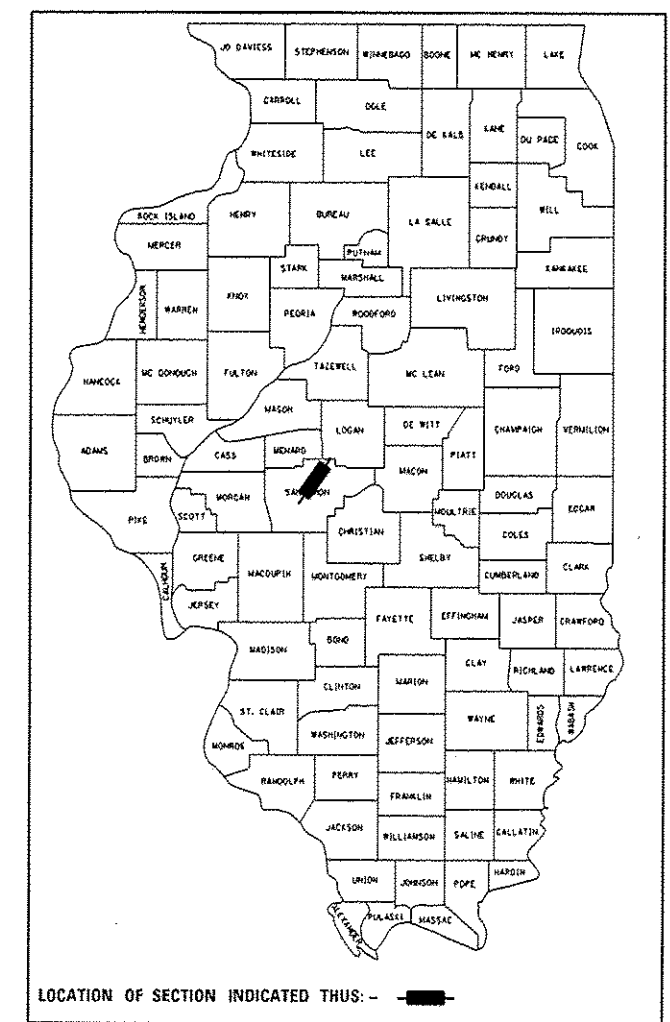 JO DAVIESS STEPHENSON WINNEBAGO BOONE MC HENRY LAKE
CARROLL OGLE
DE KALB KANE DU PAGE COOK
WHITESIDE LEE
KENDALL WILL
ROCK ISLAND HENRY BUREAU LA SALLE
MERCER PUTNAM GRUNDY
STARK MARSHALL KANKAKEE
HENDERSON WARREN KNOX PEORIA WOODFORD LIVINGSTON IROQUOIS
HANCOCK MC DONOUGH FULTON TAZEWELL MC LEAN FORD
MASON
SCHUYLER LOGAN DE WITT CHAMPAIGN VERMILION
ADAMS BROWN CASS MENARD MACON PIATT
MORGAN DOUGLAS EDGAR
PIKE SCOTT CHRISTIAN MOULTRIE COLES
GREENE MACOUPIN MONTGOMERY SHELBY CUMBERLAND CLARK
CALHOUN JERSEY
FAYETTE EFFINGHAM JASPER CRAWFORD
MADISON BOND
CLAY RICHLAND LAWRENCE
CLINTON MARION
ST. CLAIR WAYNE EDWARDS WABASH
WASHINGTON JEFFERSON
MONROE
RANDOLPH PERRY HAMILTON WHITE
FRANKLIN
JACKSON WILLIAMSON SALINE GALLATIN
HARDIN
UNION JOHNSON POPE
ALEXANDER PULASKI MASSAC
LOCATION OF SECTION INDICATED THUS: -